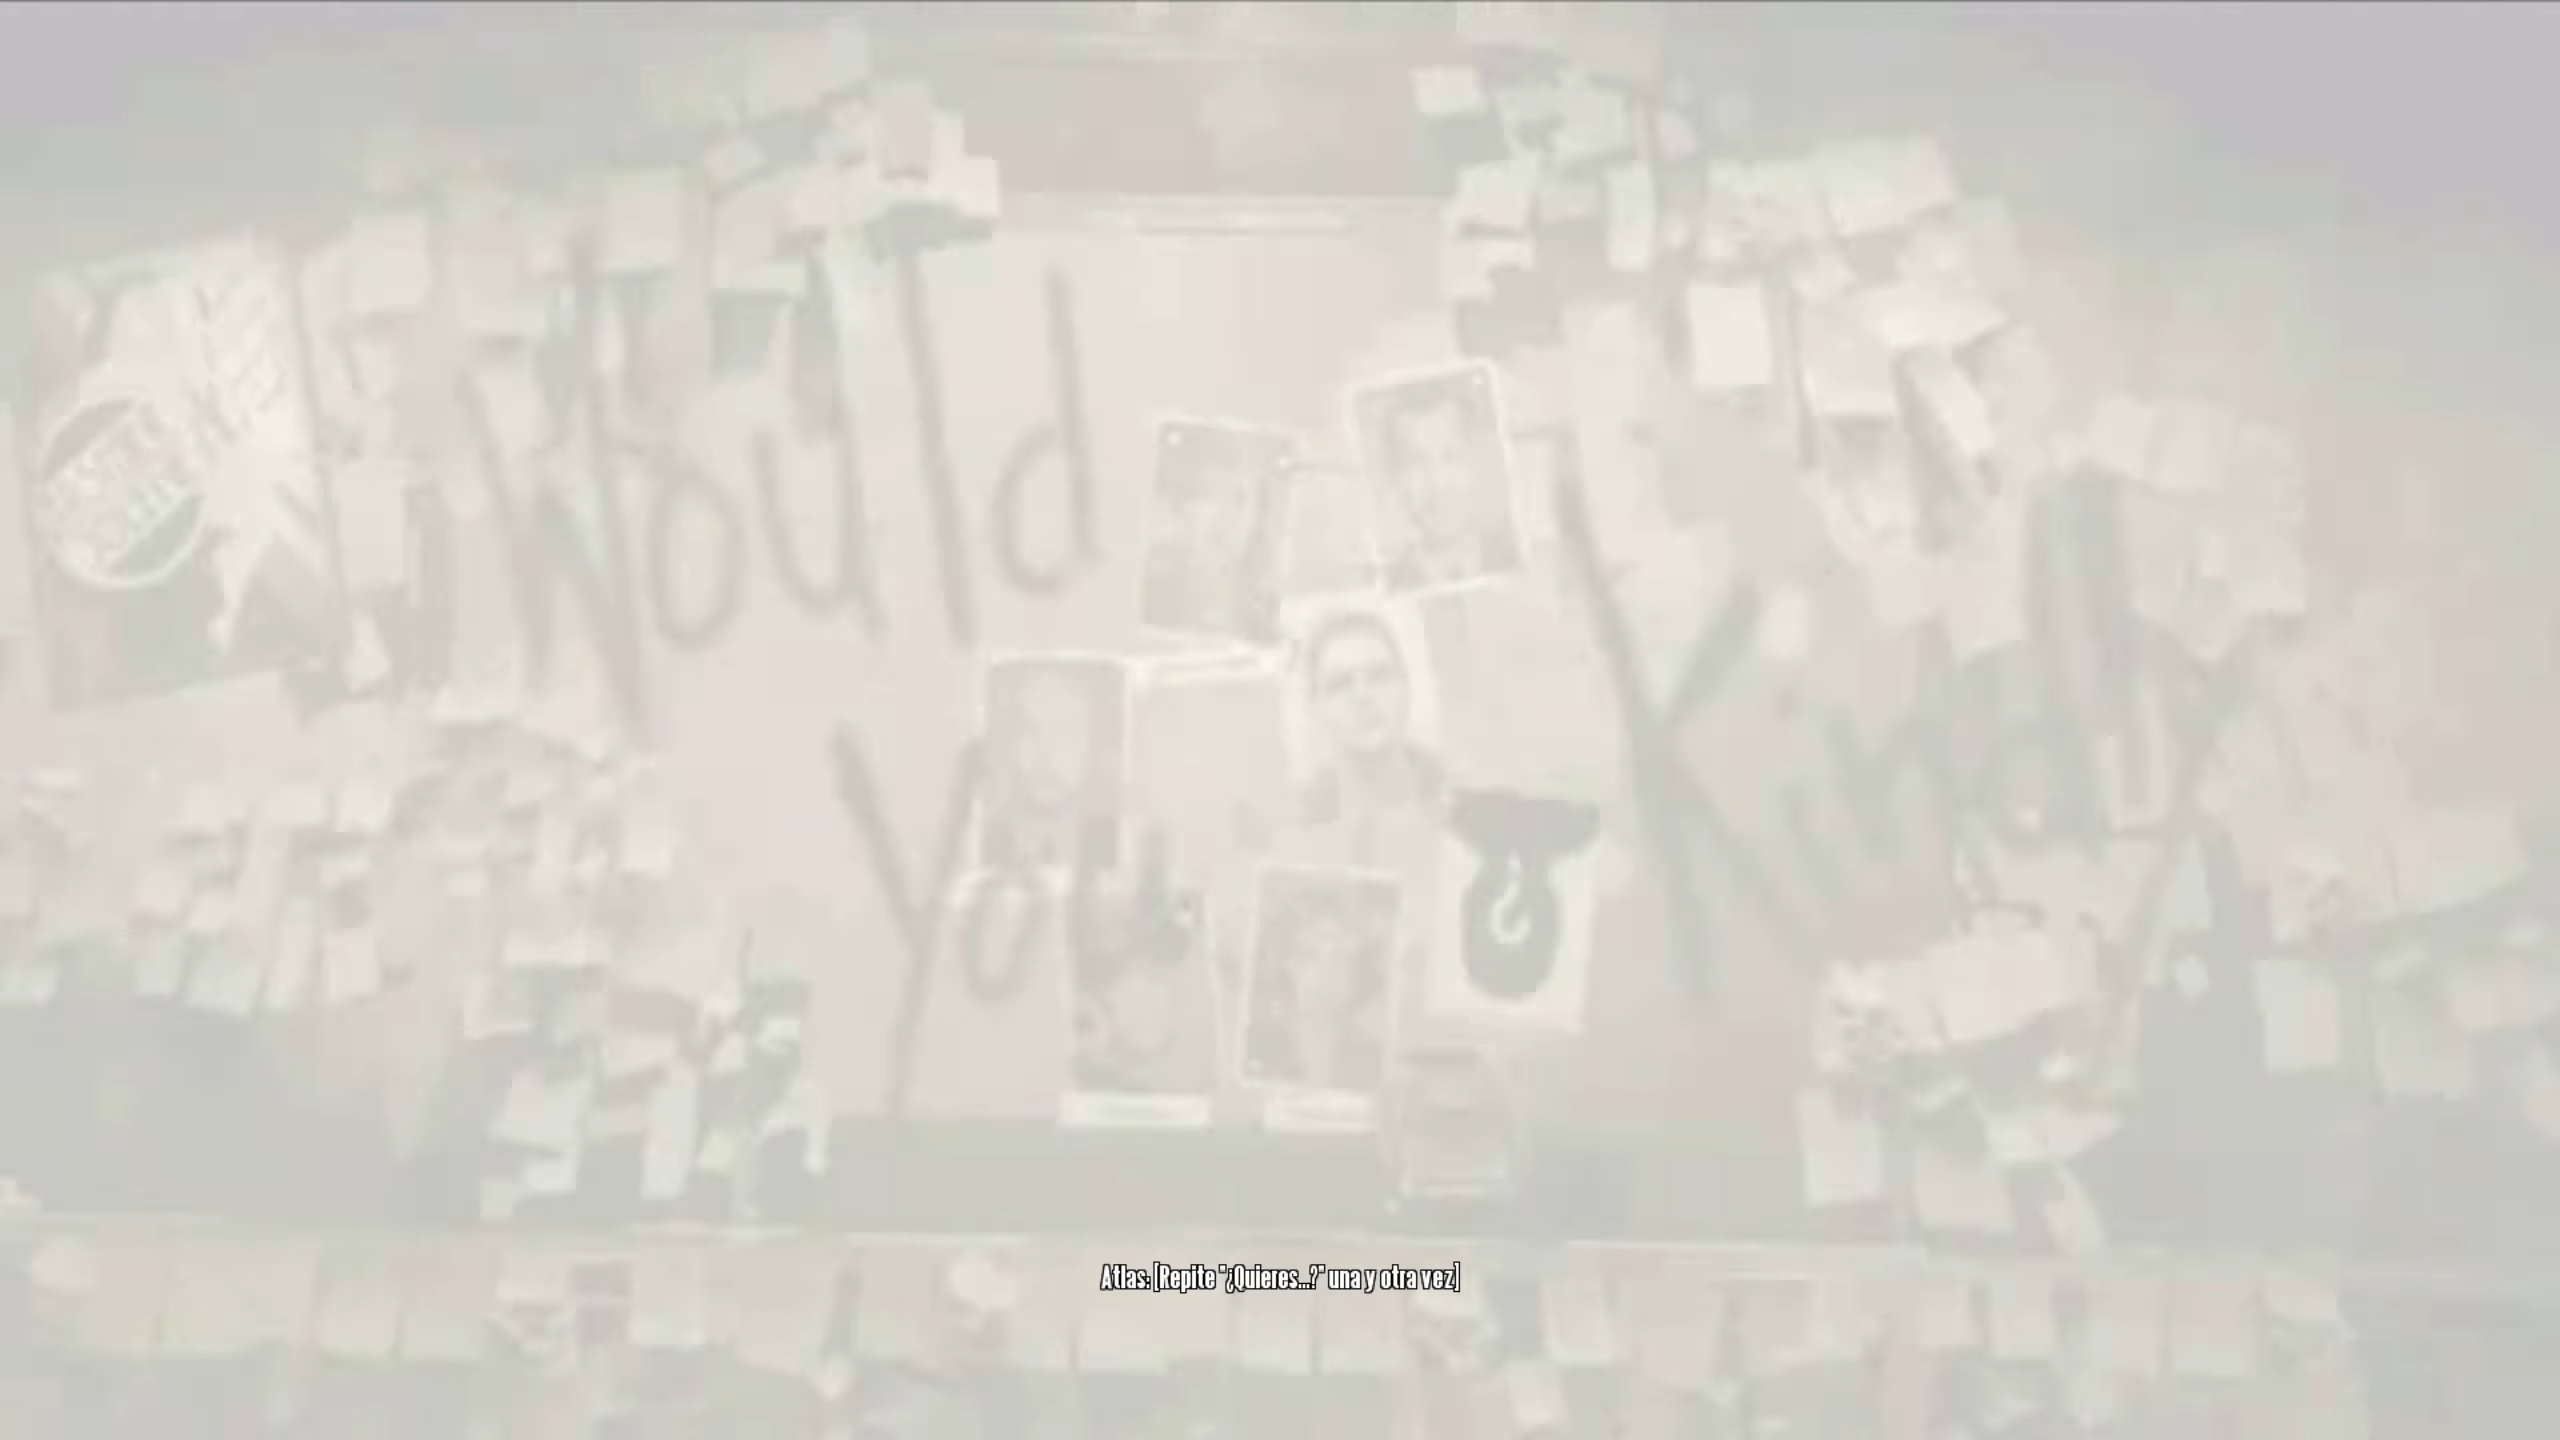 Would
You
Kindly
Atlas: [Repite "¿Quieres...?" una y otra vez]